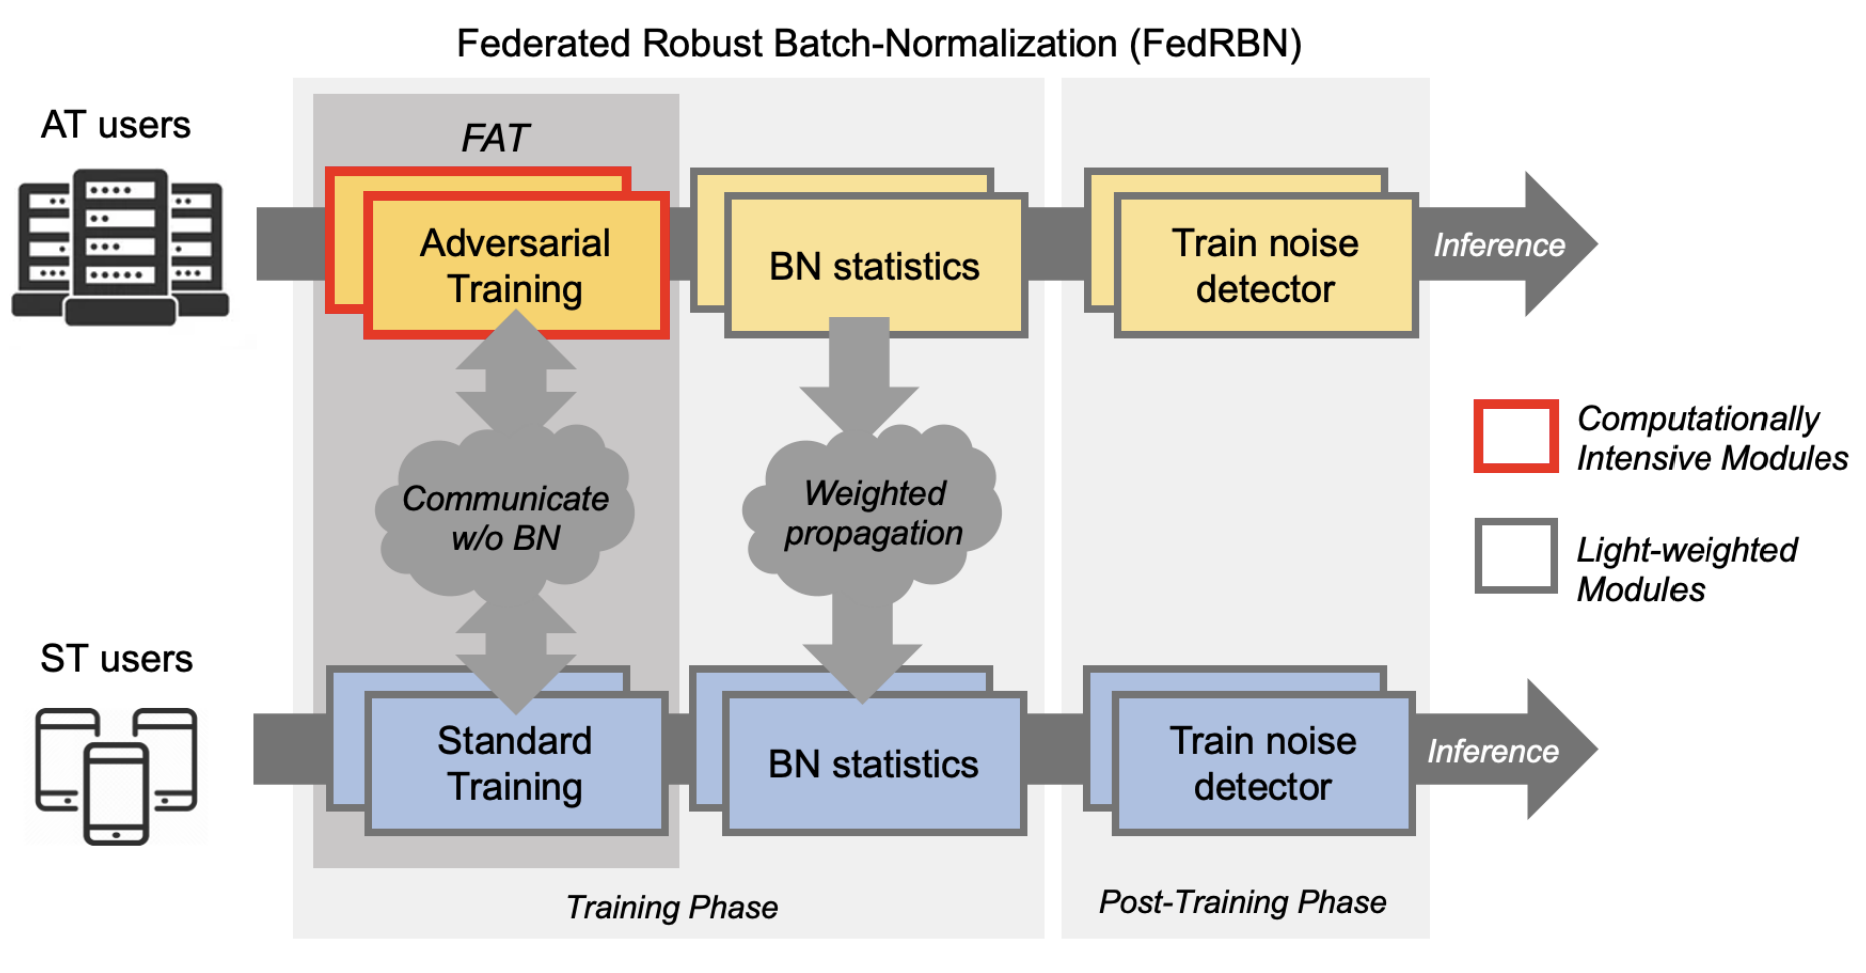 Federated Robust Batch-Normalization (FedRBN)
AT users
FAT
Adversarial
Training
BN statistics
Train noise
detector
Inference
Communicate
w/o BN
Weighted
propagation
Computationally
Intensive Modules
Light-weighted
Modules
ST users
Standard
Training
BN statistics
Train noise
detector
Inference
Training Phase
Post-Training Phase